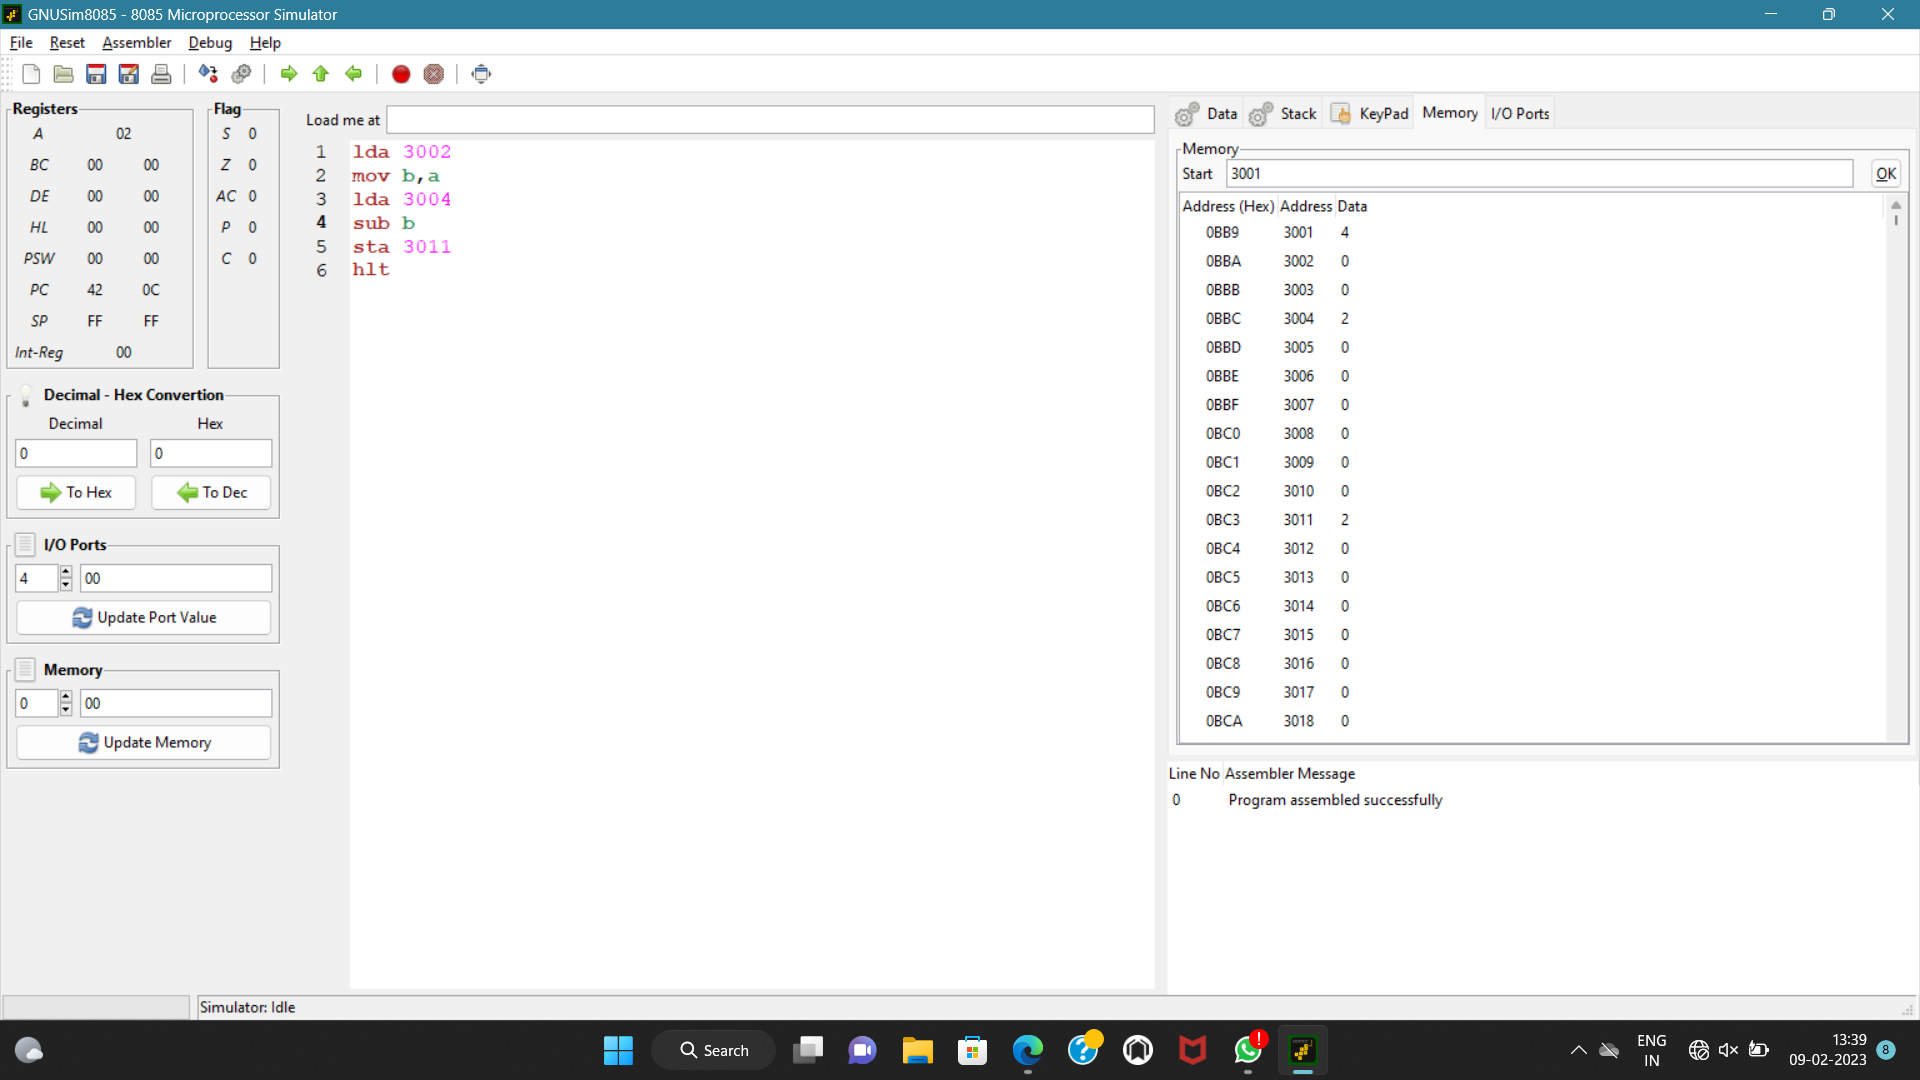 GNUSim8085 - 8085 Microprocessor Simulator
File Reset Assembler Debug Help
Registers
A 02
BC 00 00
DE 00 00
HL 00 00
PSW 00 00
PC 42 0C
SP FF FF
Int-Reg 00
Flag
S 0
Z 0
AC 0
P 0
C 0
Decimal - Hex Convertion
Decimal Hex
0 0
To Hex To Dec
I/O Ports
4 00
Update Port Value
Memory
0 00
Update Memory
Load me at
1 lda 3002
2 mov b,a
3 lda 3004
4 sub b
5 sta 3011
6 hlt
Data Stack KeyPad Memory I/O Ports
Memory
Start 3001 OK
Address (Hex) Address Data
0BB9 3001 4
0BBA 3002 0
0BBB 3003 0
0BBC 3004 2
0BBD 3005 0
0BBE 3006 0
0BBF 3007 0
0BC0 3008 0
0BC1 3009 0
0BC2 3010 0
0BC3 3011 2
0BC4 3012 0
0BC5 3013 0
0BC6 3014 0
0BC7 3015 0
0BC8 3016 0
0BC9 3017 0
0BCA 3018 0
Line No Assembler Message
0 Program assembled successfully
Simulator: Idle
Search
ENG
IN
13:39
09-02-2023
8